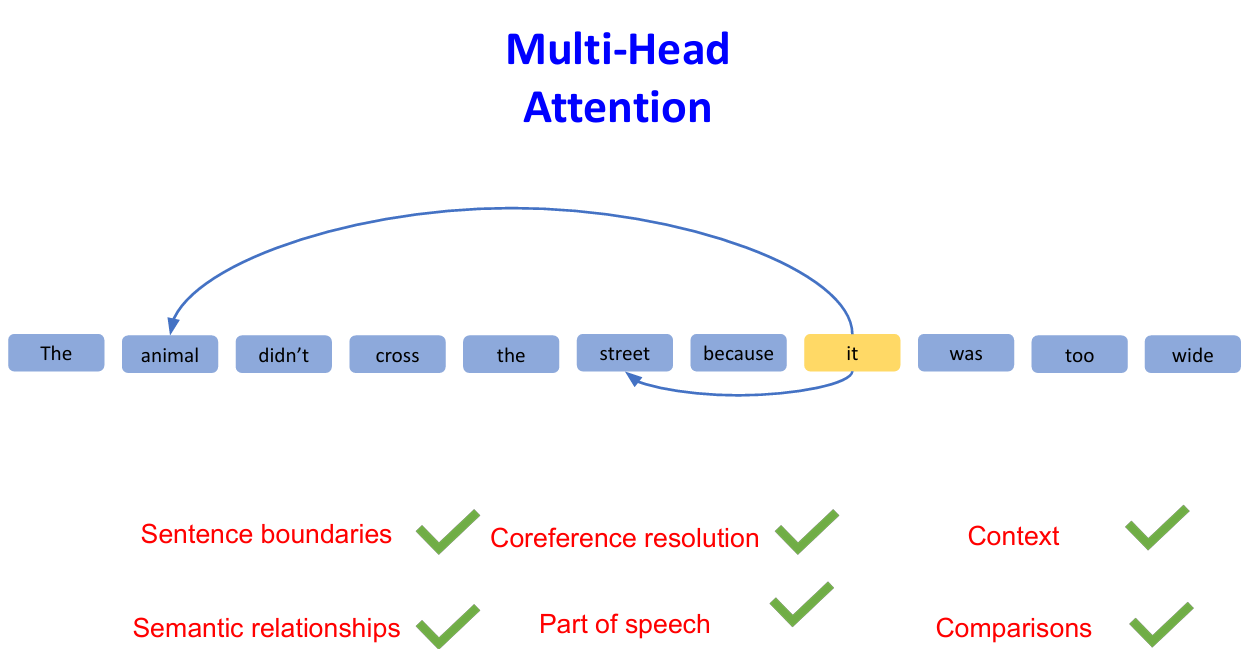 Multi-Head
Attention
The animal didn’t cross the street because it was too wide
Sentence boundaries Coreference resolution Context
Semantic relationships Part of speech Comparisons